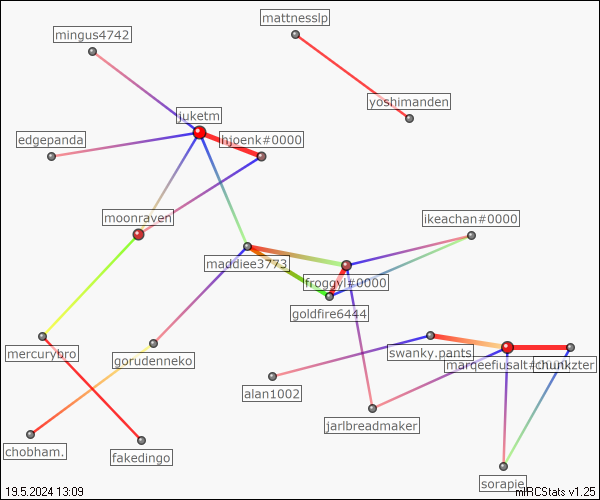 mattnesslp
mingus4742
yoshimanden
juketm
edgepanda
hjoenk#0000
moonraven
ikeachan#0000
maddiee3773
froggyl#0000
goldfire6444
mercurybro
gorudenneko
swanky.pants
marqeefiusalt#
chunkzter
alan1002
jarlbreadmaker
chobham.
fakedingo
sorapie
19.5.2024 13:09
mIRCStats v1.25